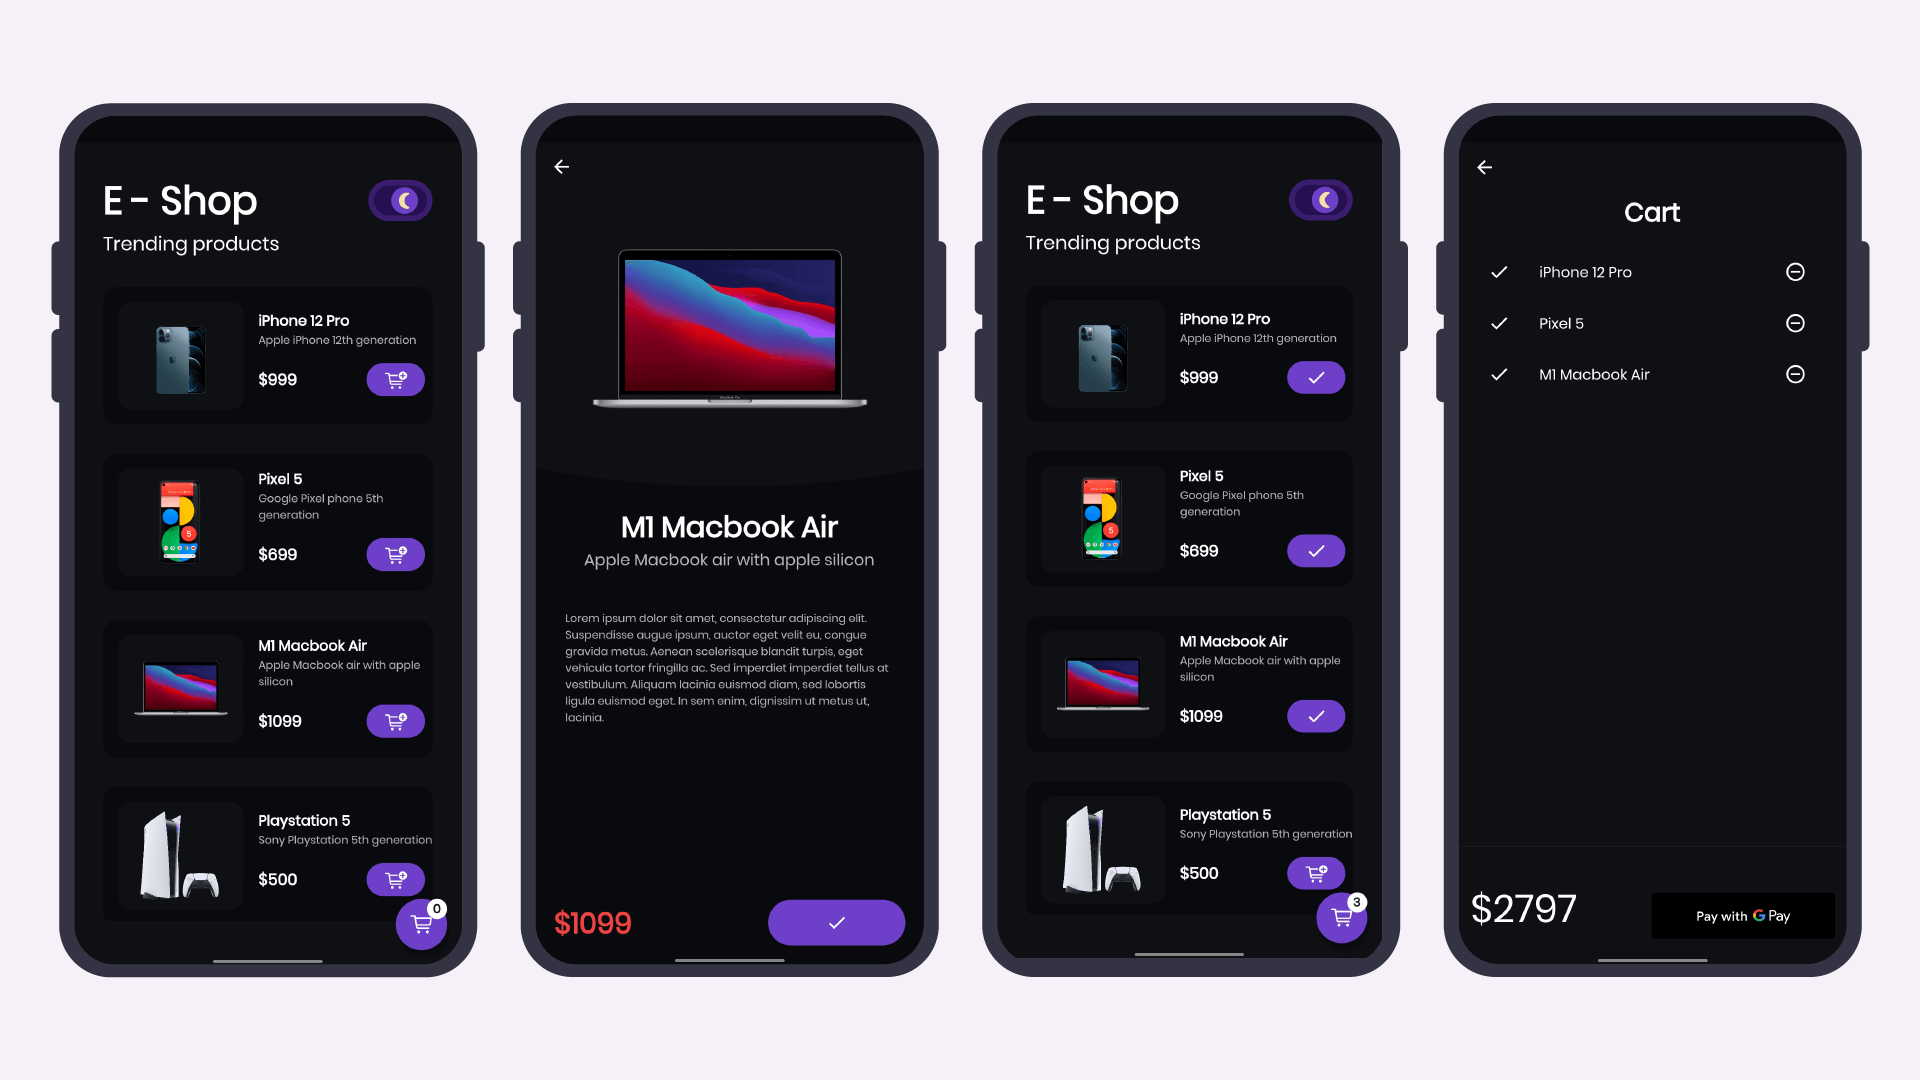 E - Shop
Trending products
iPhone 12 Pro
Apple iPhone 12th generation
$999
Pixel 5
Google Pixel phone 5th
generation
$699
M1 Macbook Air
Apple Macbook air with apple
silicon
$1099
Playstation 5
Sony Playstation 5th generation
$500
0
M1 Macbook Air
Apple Macbook air with apple silicon
Lorem ipsum dolor sit amet, consectetur adipiscing elit.
Suspendisse augue ipsum, auctor eget velit eu, congue
gravida metus. Aenean scelerisque blandit turpis, eget
vehicula tortor fringilla ac. Sed imperdiet imperdiet tellus at
vestibulum. Aliquam lacinia euismod diam, sed lobortis
ligula euismod eget. In sem enim, dignissim ut metus ut,
lacinia.
$1099
E - Shop
Trending products
iPhone 12 Pro
Apple iPhone 12th generation
$999
Pixel 5
Google Pixel phone 5th
generation
$699
M1 Macbook Air
Apple Macbook air with apple
silicon
$1099
Playstation 5
Sony Playstation 5th generation
$500
3
Cart
iPhone 12 Pro
Pixel 5
M1 Macbook Air
$2797
Pay with G Pay